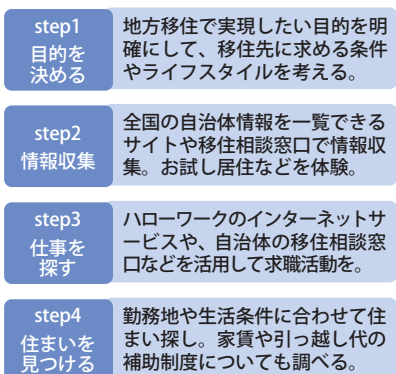 step1
目的を
決める
地方移住で実現したい目的を明
確にして、移住先に求める条件
やライフスタイルを考える。
step2
情報収集
全国の自治体情報を一覧できる
サイトや移住相談窓口で情報収
集。お試し居住などを体験。
step3
仕事を
探す
ハローワークのインターネットサ
ービスや、自治体の移住相談窓
口などを活用して求職活動を。
step4
住まいを
見つける
勤務地や生活条件に合わせて住
まい探し。家賃や引っ越し代の
補助制度についても調べる。